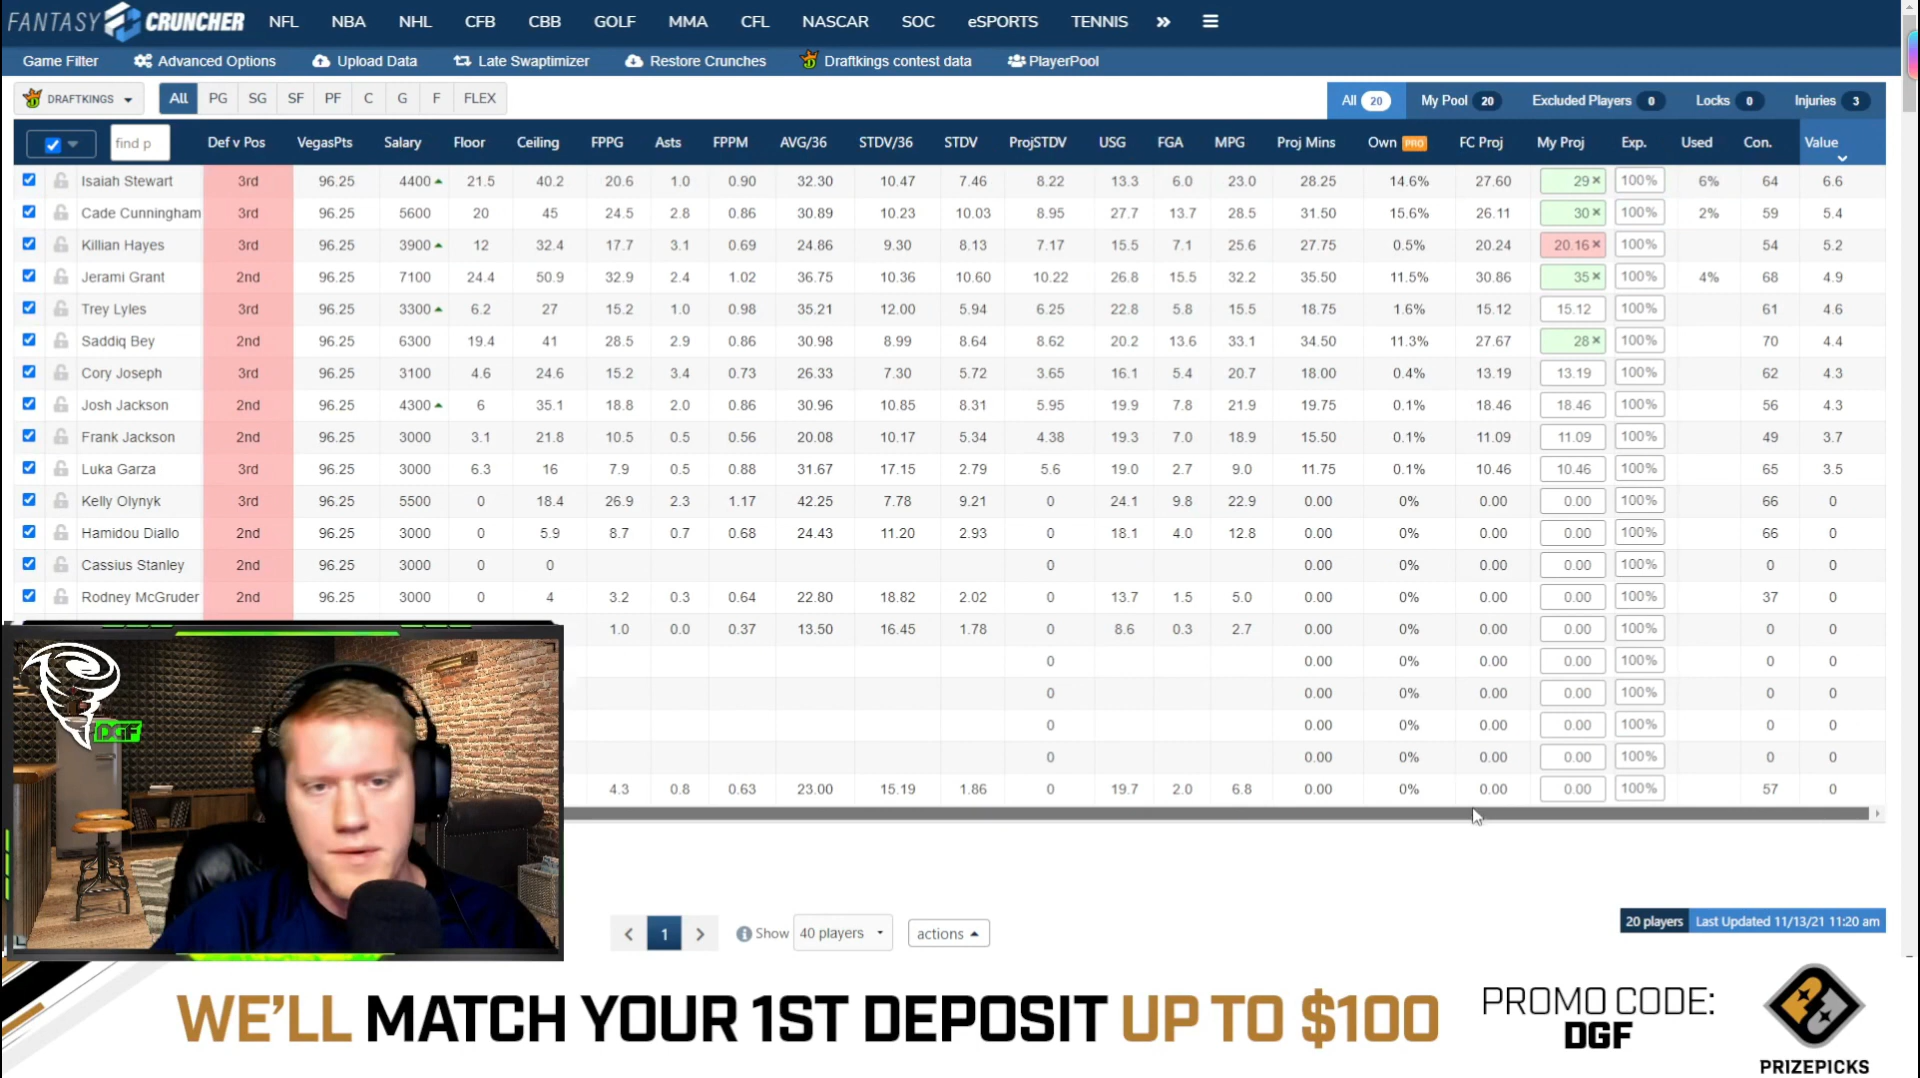 FANTASY CRUNCHER NFL NBA NHL CFB CBB GOLF MMA CFL NASCAR SOC eSPORTS TENNIS
Game Filter Advanced Options Upload Data Late Swaptimizer Restore Crunches Draftkings contest data PlayerPool
DRAFTKINGS All PG SG SF PF C G F FLEX All 20 My Pool 20 Excluded Players 0 Locks 0 Injuries 3
find p Def v Pos VegasPts Salary Floor Ceiling FPPG Asts FPPM AVG/36 STDV/36 STDV ProjSTDV USG FGA MPG Proj Mins Own PRO FC Proj My Proj Exp. Used Con. Value
Isaiah Stewart 3rd 96.25 4400 21.5 40.2 20.6 1.0 0.90 32.30 10.47 7.46 8.22 13.3 6.0 23.0 28.25 14.6% 27.60 29 × 100% 6% 64 6.6
Cade Cunningham 3rd 96.25 5600 20 45 24.5 2.8 0.86 30.89 10.23 10.03 8.95 27.7 13.7 28.5 31.50 15.6% 26.11 30 × 100% 2% 59 5.4
Killian Hayes 3rd 96.25 3900 12 32.4 17.7 3.1 0.69 24.86 9.30 8.13 7.17 15.5 7.1 25.6 27.75 0.5% 20.24 20.16 × 100% 54 5.2
Jerami Grant 2nd 96.25 7100 24.4 50.9 32.9 2.4 1.02 36.75 10.36 10.60 10.22 26.8 15.5 32.2 35.50 11.5% 30.86 35 × 100% 4% 68 4.9
Trey Lyles 3rd 96.25 3300 6.2 27 15.2 1.0 0.98 35.21 12.00 5.94 6.25 22.8 5.8 15.5 18.75 1.6% 15.12 15.12 100% 61 4.6
Saddiq Bey 2nd 96.25 6300 19.4 41 28.5 2.9 0.86 30.98 8.99 8.64 8.62 20.2 13.6 33.1 34.50 11.3% 27.67 28 × 100% 70 4.4
Cory Joseph 3rd 96.25 3100 4.6 24.6 15.2 3.4 0.73 26.33 7.30 5.72 3.65 16.1 5.4 20.7 18.00 0.4% 13.19 13.19 100% 62 4.3
Josh Jackson 2nd 96.25 4300 6 35.1 18.8 2.0 0.86 30.96 10.85 8.31 5.95 19.9 7.8 21.9 19.75 0.1% 18.46 18.46 100% 56 4.3
Frank Jackson 2nd 96.25 3000 3.1 21.8 10.5 0.5 0.56 20.08 10.17 5.34 4.38 19.3 7.0 18.9 15.50 0.1% 11.09 11.09 100% 49 3.7
Luka Garza 3rd 96.25 3000 6.3 16 7.9 0.5 0.88 31.67 17.15 2.79 5.6 19.0 2.7 9.0 11.75 0.1% 10.46 10.46 100% 65 3.5
Kelly Olynyk 3rd 96.25 5500 0 18.4 26.9 2.3 1.17 42.25 7.78 9.21 0 24.1 9.8 22.9 0.00 0% 0.00 0.00 100% 66 0
Hamidou Diallo 2nd 96.25 3000 0 5.9 8.7 0.7 0.68 24.43 11.20 2.93 0 18.1 4.0 12.8 0.00 0% 0.00 0.00 100% 66 0
Cassius Stanley 2nd 96.25 3000 0 0 0 0.00 0% 0.00 0.00 100% 0 0
Rodney McGruder 2nd 96.25 3000 0 4 3.2 0.3 0.64 22.80 18.82 2.02 0 13.7 1.5 5.0 0.00 0% 0.00 0.00 100% 37 0
1.0 0.0 0.37 13.50 16.45 1.78 0 8.6 0.3 2.7 0.00 0% 0.00 0.00 100% 0 0
0 0.00 0% 0.00 0.00 100% 0 0
0 0.00 0% 0.00 0.00 100% 0 0
0 0.00 0% 0.00 0.00 100% 0 0
0 0.00 0% 0.00 0.00 100% 0 0
4.3 0.8 0.63 23.00 15.19 1.86 0 19.7 2.0 6.8 0.00 0% 0.00 0.00 100% 57 0
DGF
1 Show 40 players actions
20 players Last Updated 11/13/21 11:20 am
WE'LL MATCH YOUR 1ST DEPOSIT UP TO $100
PROMO CODE:
DGF
PRIZEPICKS